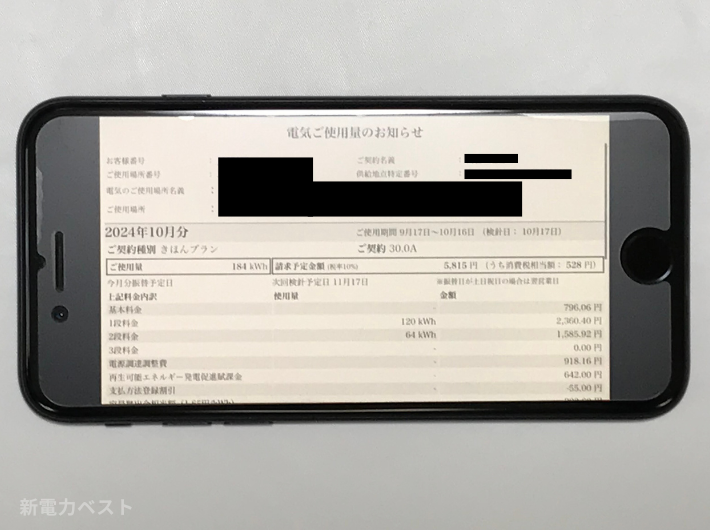 電気ご使用量のお知らせ
お客様番号 : ご契約名義 :
ご使用場所番号 : 供給地点特定番号 :
電気のご使用場所名義 :
ご使用場所 :
2024年10月分 ご使用期間 9月17日～10月16日 (検針日: 10月17日)
ご契約種別 きほんプラン ご契約 30.0A
ご使用量 184 kWh 請求予定金額 (税率10%) 5,815 円 (うち消費税相当額: 528 円)
今月分振替予定日 次回検針予定日 11月17日 ※振替日が土日祝日の場合は翌営業日
上記料金内訳 使用量 金額
基本料金 - 796.06 円
1段料金 120 kWh 2,360.40 円
2段料金 64 kWh 1,585.92 円
3段料金 - 0.00 円
電源調達調整費 - 918.16 円
再生可能エネルギー発電促進賦課金 - 642.00 円
支払方法登録割引 - -55.00 円
新電力ベスト